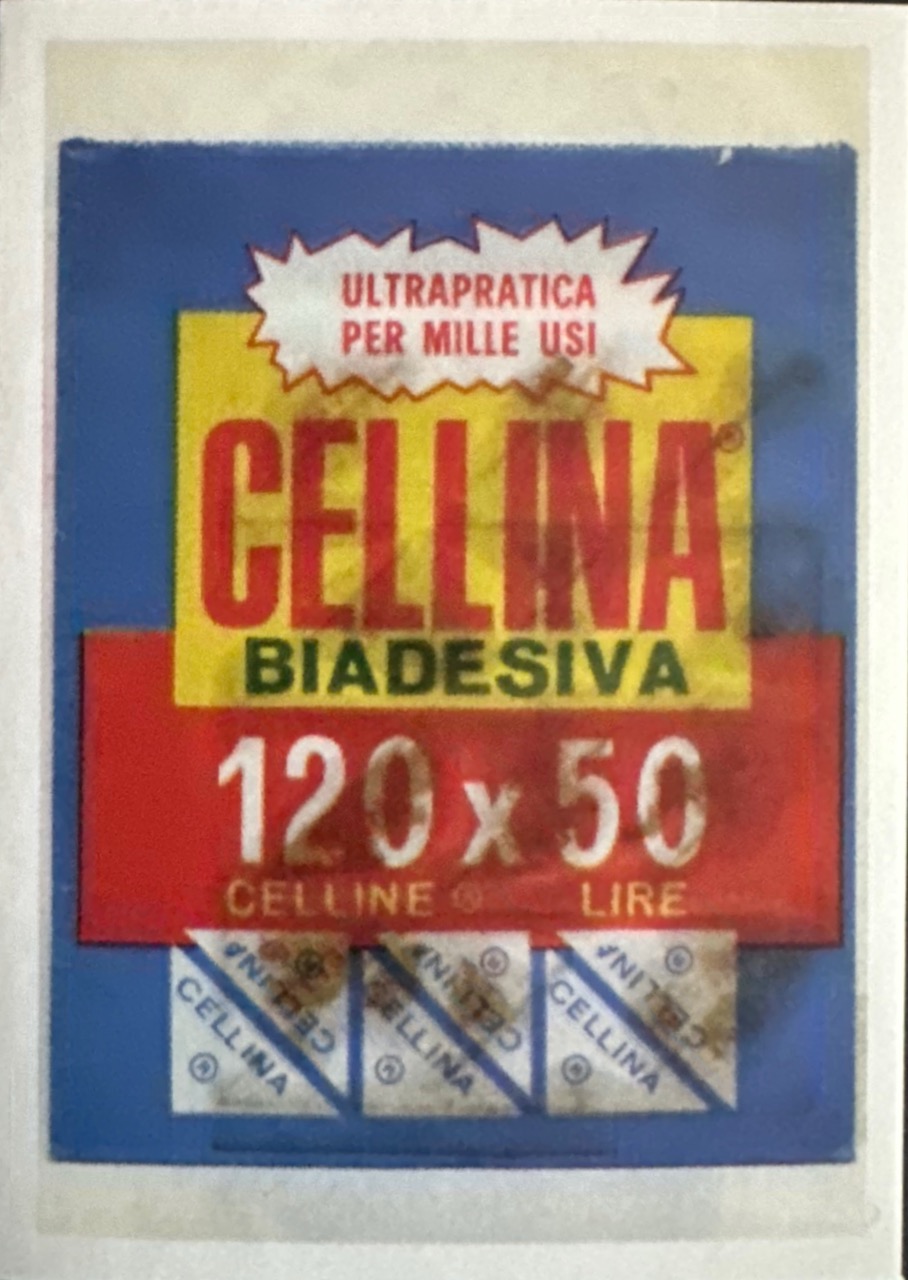 ULTRAPRATICA
PER MILLE USI
CELLINA®
BIADESIVA
120 x 50
CELLINE ® LIRE
CELLINA ®
CELLINA ®
CELLINA ®
CELLINA ®
CELLINA ®
CELLINA ®